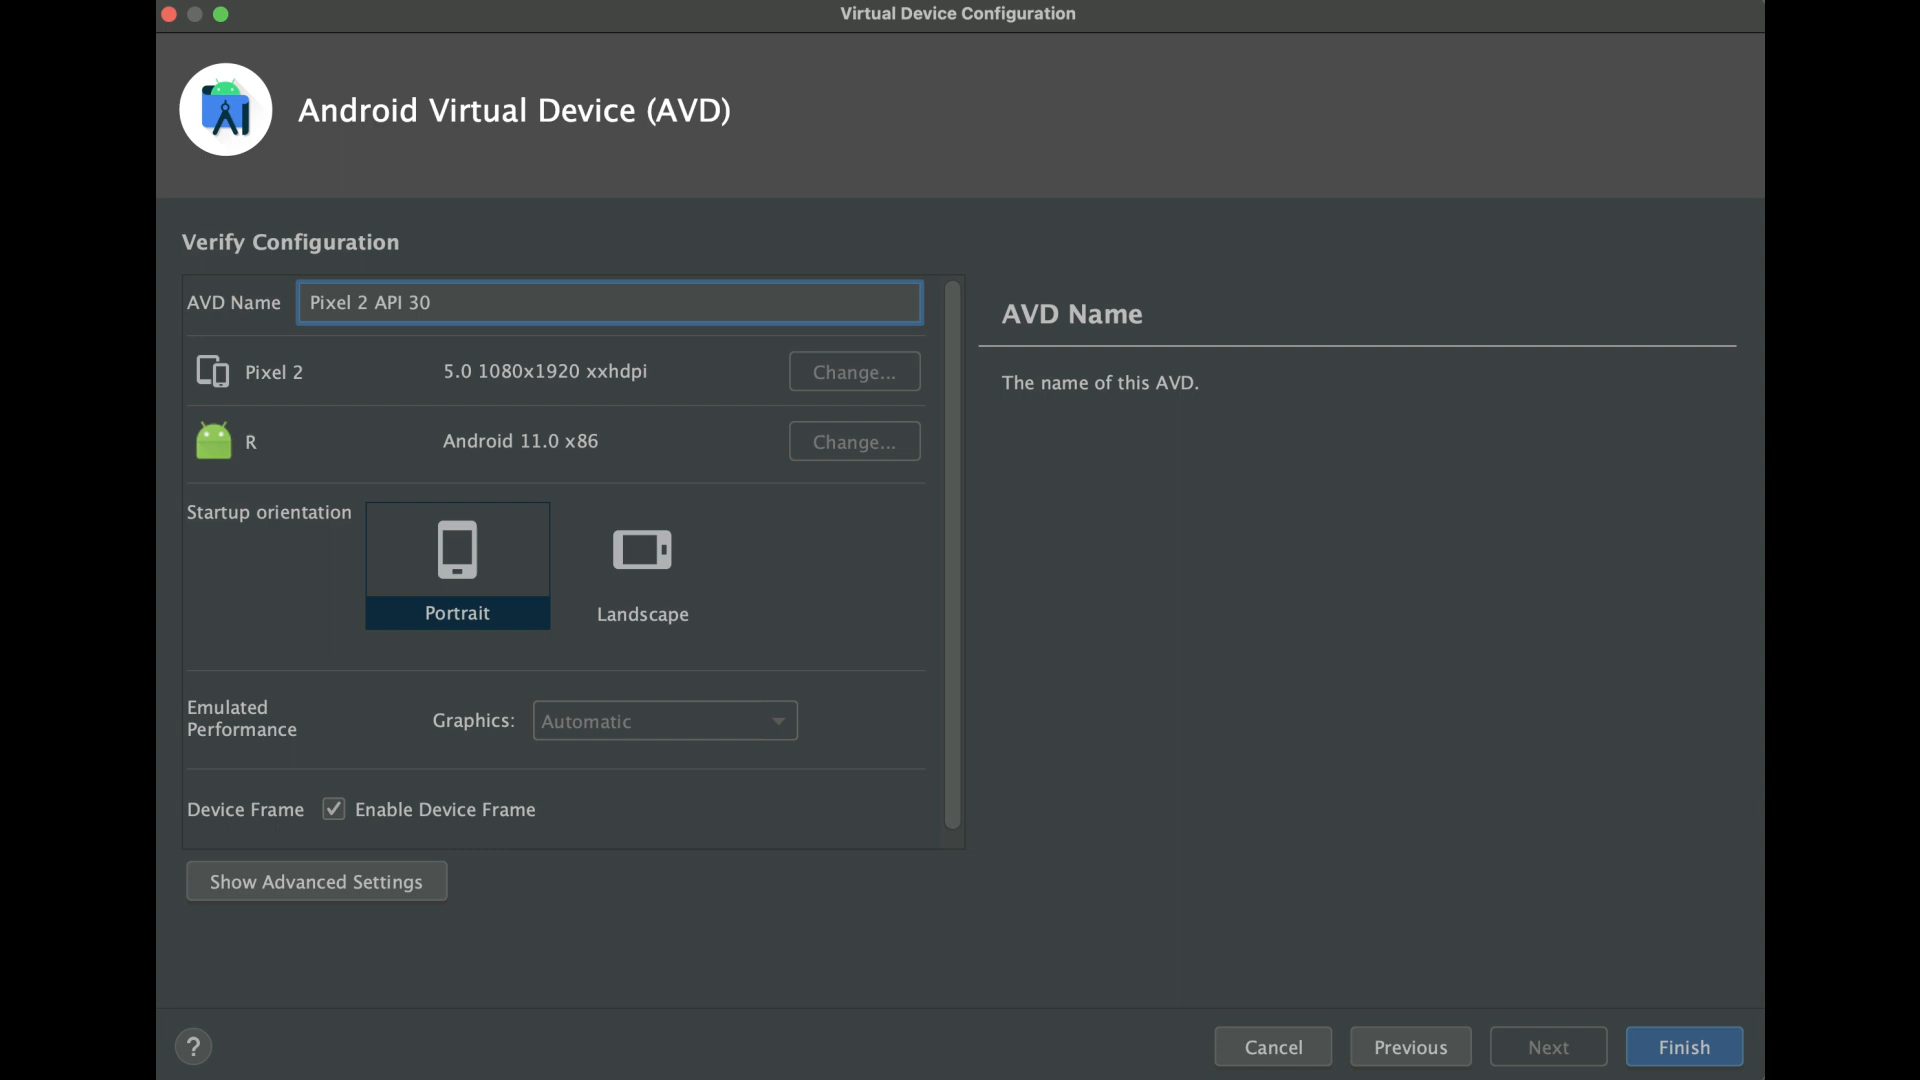 Virtual Device Configuration
Android Virtual Device (AVD)
Verify Configuration
AVD Name Pixel 2 API 30
Pixel 2 5.0 1080x1920 xxhdpi Change...
R Android 11.0 x86 Change...
Startup orientation
Portrait Landscape
Emulated
Performance
Graphics: Automatic
Device Frame Enable Device Frame
Show Advanced Settings
AVD Name
The name of this AVD.
? Cancel Previous Next Finish